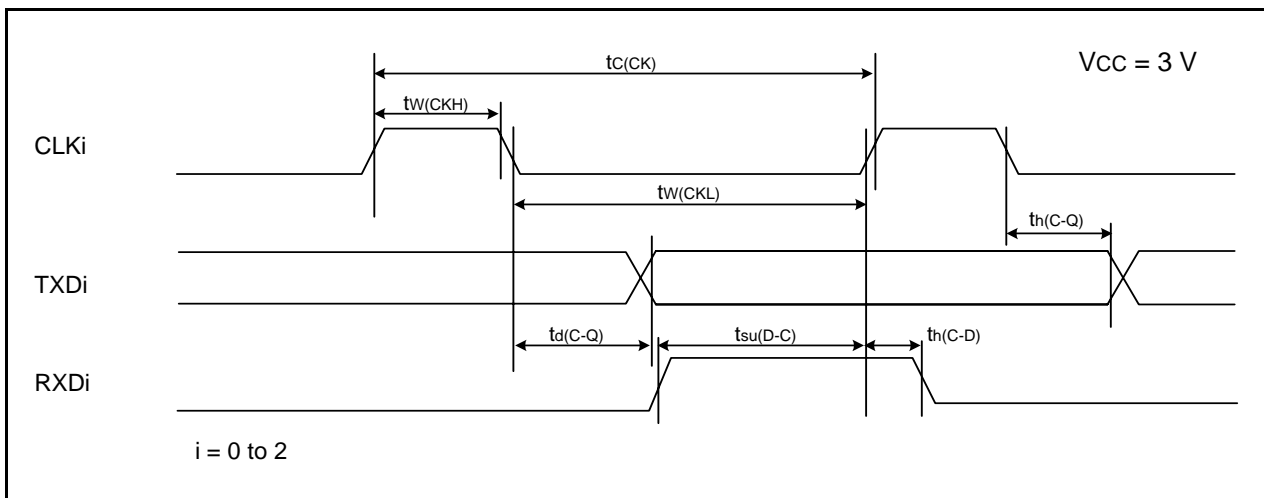 tC(CK)
VCC = 3 V
tW(CKH)
CLKi
tW(CKL)
th(C-Q)
TXDi
td(C-Q)
tsu(D-C)
th(C-D)
RXDi
i = 0 to 2